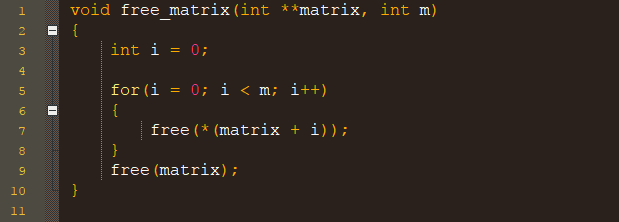 1 void free_matrix(int **matrix, int m)
2 {
3     int i = 0;
4
5     for(i = 0; i < m; i++)
6     {
7         free(*(matrix + i));
8     }
9     free(matrix);
10 }
11